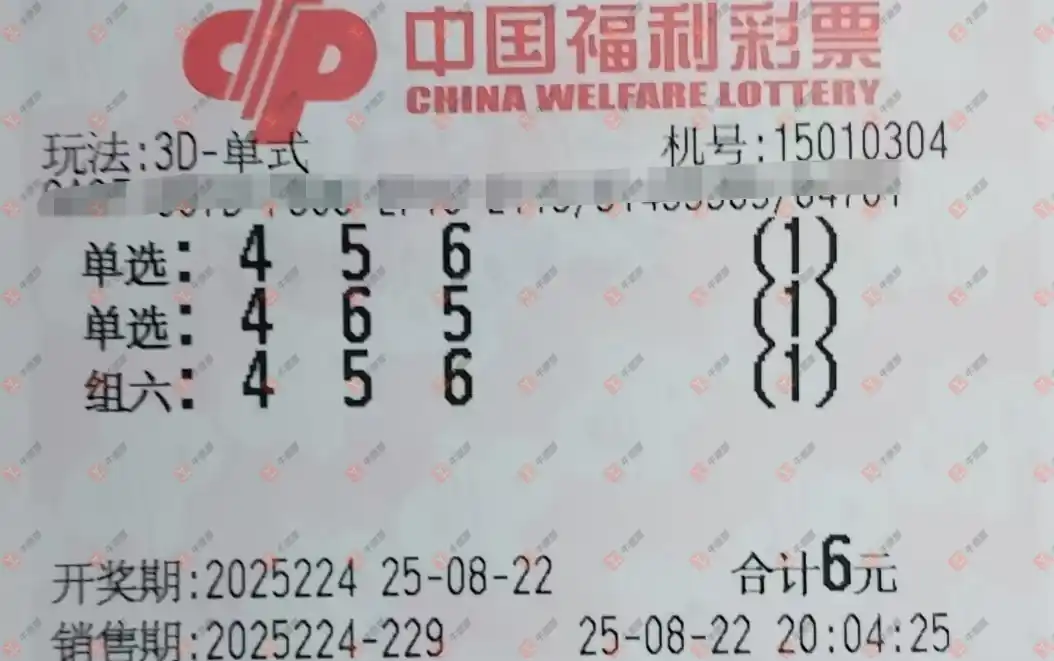 中国福利彩票
CHINA WELFARE LOTTERY
玩法:3D-单式 机号:15010304
单选: 4 5 6 (1)
单选: 4 6 5 (1)
组六: 4 5 6 (1)
开奖期:2025224 25-08-22 合计6元
销售期:2025224-229 25-08-22 20:04:25